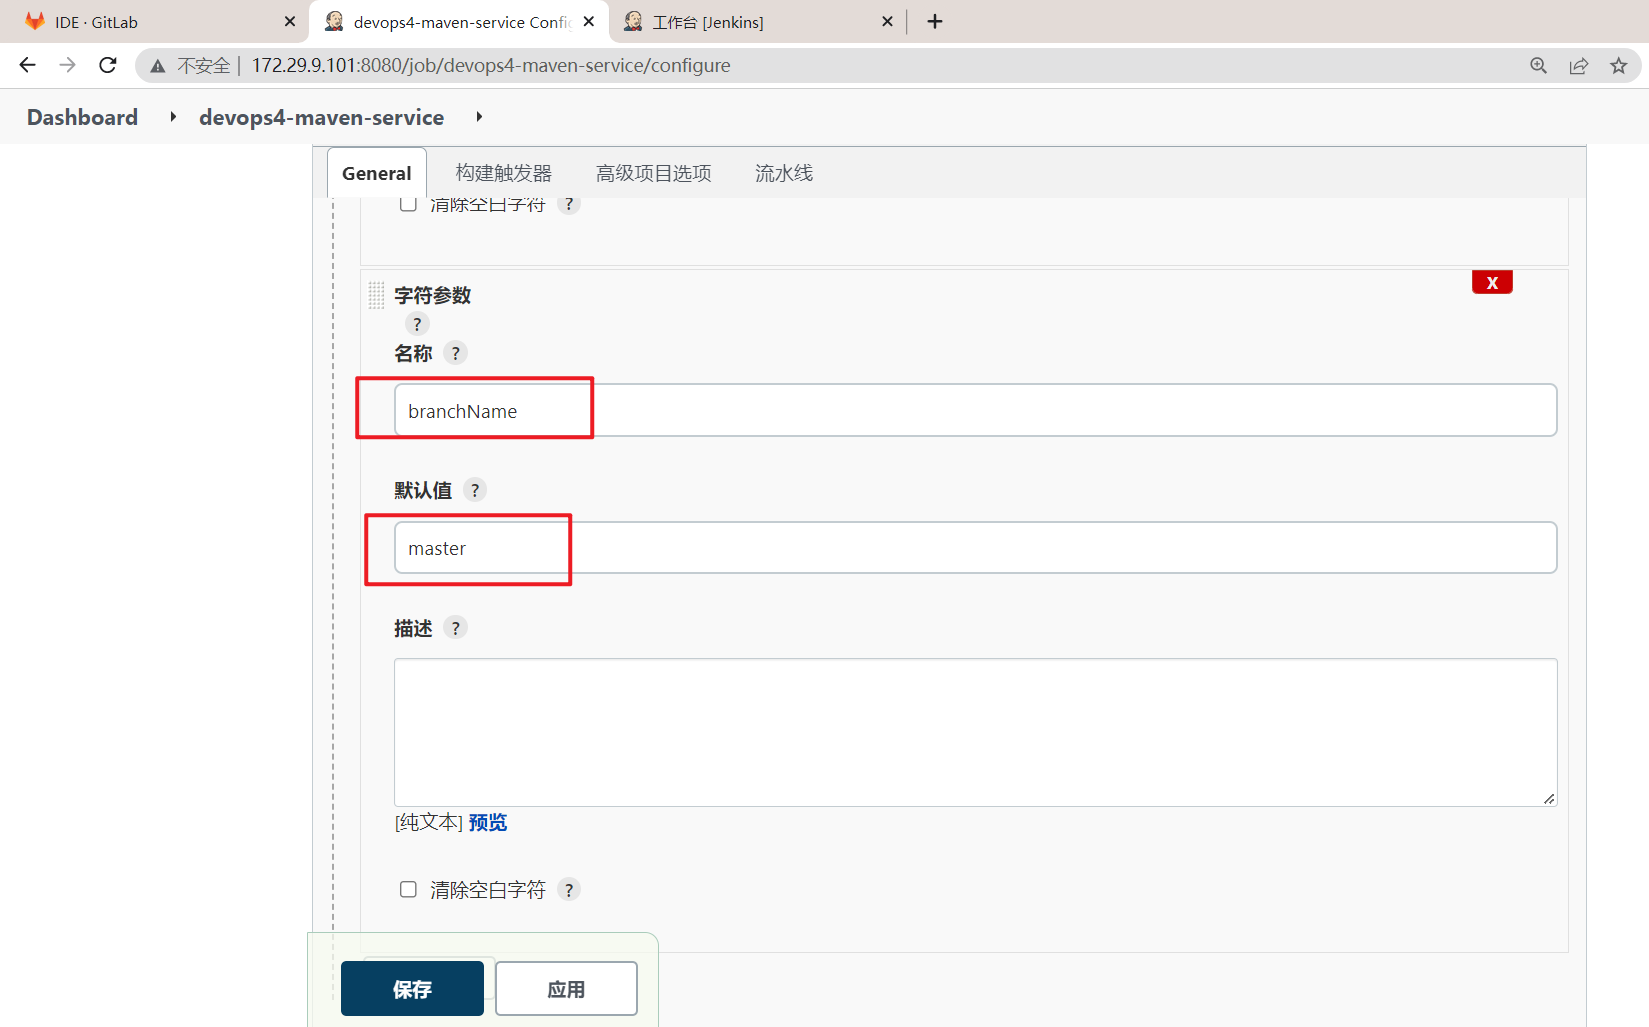 IDE · GitLab
devops4-maven-service Confi
工作台 [Jenkins]
不安全 | 172.29.9.101:8080/job/devops4-maven-service/configure
Dashboard devops4-maven-service
General 构建触发器 高级项目选项 流水线
清除空白字符 ?
字符参数
X
?
名称 ?
branchName
默认值 ?
master
描述 ?
[纯文本] 预览
清除空白字符 ?
保存 应用